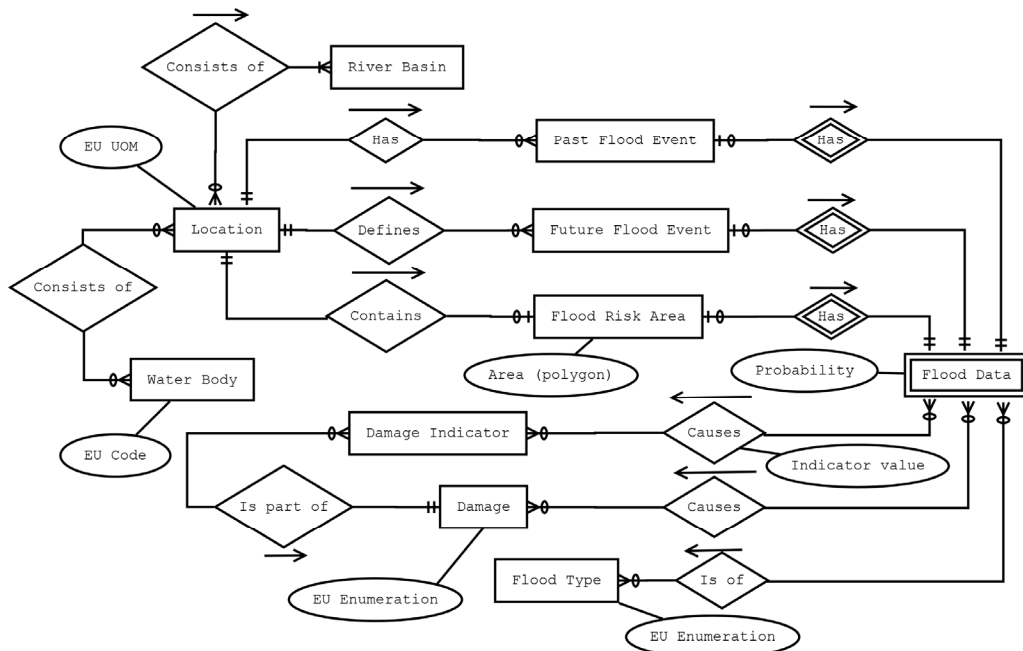 Consists of
River Basin
EU UOM
Has
Past Flood Event
Has
Location
Defines
Future Flood Event
Has
Consists of
Contains
Flood Risk Area
Has
Area (polygon)
Probability
Flood Data
Water Body
EU Code
Damage Indicator
Causes
Indicator value
Is part of
Damage
Causes
EU Enumeration
Flood Type
Is of
EU Enumeration